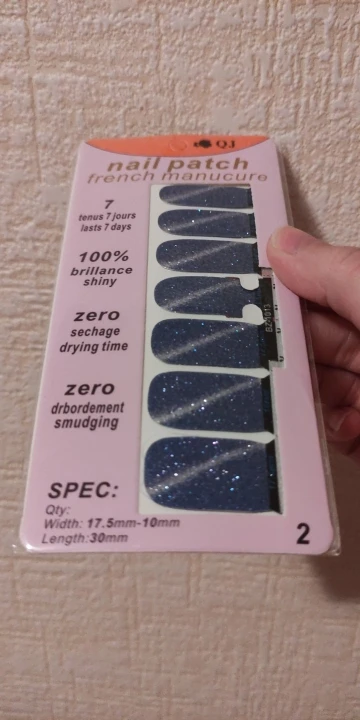 QJ
nail patch
french manucure
7
tenus 7 jours
lasts 7 days
100%
brillance
shiny
zero
sechage
drying time
zero
drbordement
smudging
SPEC:
Qty:
Width: 17.5mm-10mm
Length:30mm
2